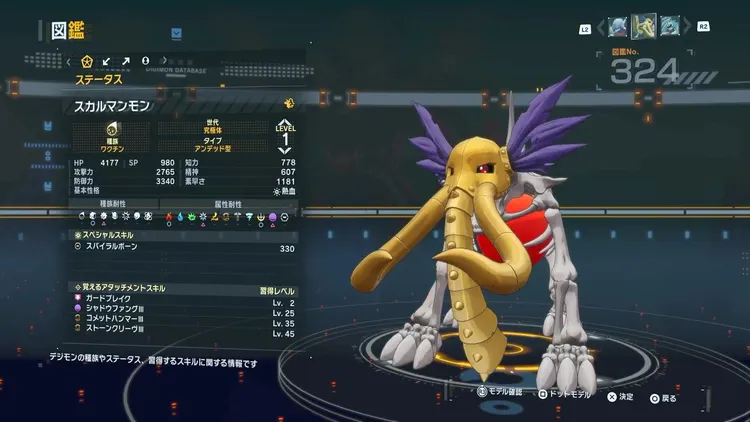 図鑑
L2
R2
図鑑No.
324
DIGIMON DATABASE
ステータス
スカルマンモン
種族
ワクチン
世代
究極体
タイプ
アンデッド型
LEVEL
1
HP 4177 SP 980 知力 778
攻撃力 2765 精神 607
防御力 3340 素早さ 1181
基本性格 熱血
種族耐性 属性耐性
スペシャルスキル
スパイラルボーン 330
覚えるアタッチメントスキル 習得レベル
ガードブレイク Lv. 2
シャドウファングIII Lv. 25
コメットハンマーIII Lv. 35
ストーンクリーヴIII Lv. 45
デジモンの種族やステータス、習得するスキルに関する情報です
R3 モデル確認 ドットモデル 決定 戻る